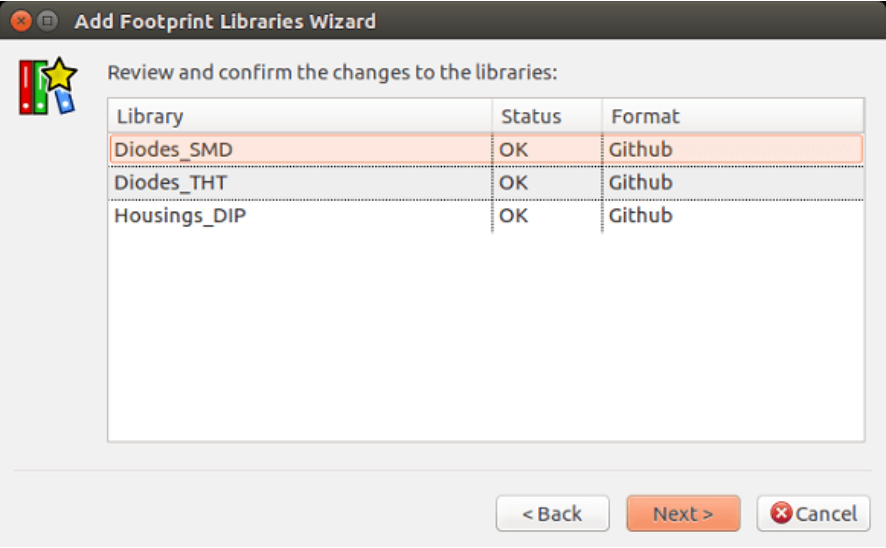 Add Footprint Libraries Wizard
Review and confirm the changes to the libraries:
Library Status Format
Diodes_SMD OK Github
Diodes_THT OK Github
Housings_DIP OK Github
< Back Next > Cancel